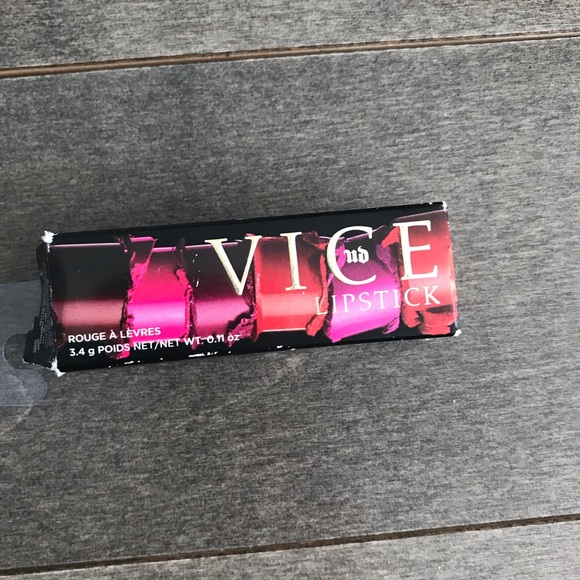 VICE
ud
LIPSTICK
ROUGE À LÈVRES
3.4 g POIDS NET/NET WT. 0.11 oz